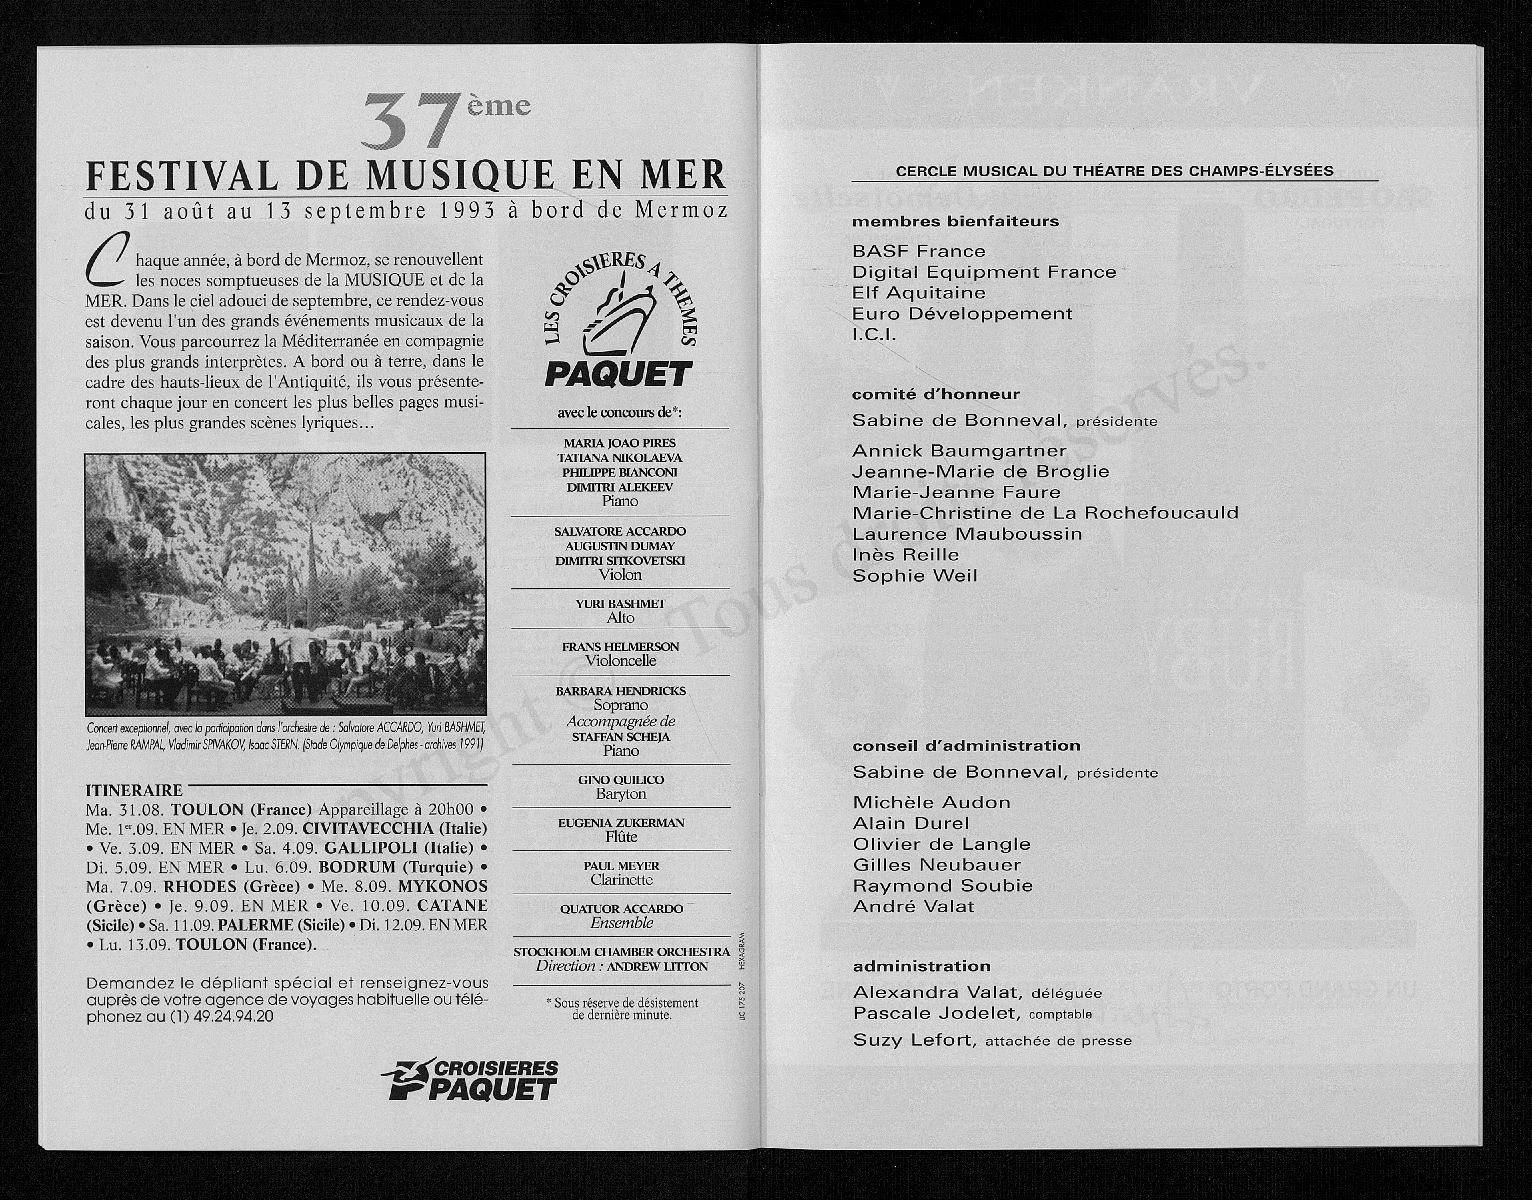 37ème
FESTIVAL DE MUSIQUE EN MER
du 31 août au 13 septembre 1993 à bord de Mermoz
Chaque année, à bord de Mermoz, se renouvellent
les noces somptueuses de la MUSIQUE et de la
MER. Dans le ciel adouci de septembre, ce rendez-vous
est devenu l'un des grands événements musicaux de la
saison. Vous parcourrez la Méditerranée en compagnie
des plus grands interprètes. A bord ou à terre, dans le
cadre des hauts-lieux de l'Antiquité, ils vous présente-
ront chaque jour en concert les plus belles pages musi-
cales, les plus grandes scènes lyriques...
Concert exceptionnel, avec la participation dans l'orchestre de : Salvatore ACCARDO, Yuri BASHMET,
Jean-Pierre RAMPAL, Vladimir SPIVAKOV, Isaac STERN. (Stade Olympique de Delphes - archives 1991)
ITINERAIRE
Ma. 31.08. TOULON (France) Appareillage à 20h00 •
Me. 1er.09. EN MER • Je. 2.09. CIVITAVECCHIA (Italie)
• Ve. 3.09. EN MER • Sa. 4.09. GALLIPOLI (Italie) •
Di. 5.09. EN MER • Lu. 6.09. BODRUM (Turquie) •
Ma. 7.09. RHODES (Grèce) • Me. 8.09. MYKONOS
(Grèce) • Je. 9.09. EN MER • Ve. 10.09. CATANE
(Sicile) • Sa. 11.09. PALERME (Sicile) • Di. 12.09. EN MER
• Lu. 13.09. TOULON (France).
Demandez le dépliant spécial et renseignez-vous
auprès de votre agence de voyages habituelle ou télé-
phonez au (1) 49.24.94.20
LES CROISIERES A THEMES
PAQUET
avec le concours de*:
MARIA JOAO PIRES
TATIANA NIKOLAEVA
PHILIPPE BIANCONI
DIMITRI ALEKEEV
Piano
SALVATORE ACCARDO
AUGUSTIN DUMAY
DIMITRI SITKOVETSKI
Violon
YURI BASHMET
Alto
FRANS HELMERSON
Violoncelle
BARBARA HENDRICKS
Soprano
Accompagnée de
STAFFAN SCHEJA
Piano
GINO QUILICO
Baryton
EUGENIA ZUKERMAN
Flûte
PAUL MEYER
Clarinette
QUATUOR ACCARDO
Ensemble
STOCKHOLM CHAMBER ORCHESTRA
Direction : ANDREW LITTON
* Sous réserve de désistement
de dernière minute.
LIC 175 207 HEXAGRAM
CROISIERES
PAQUET
CERCLE MUSICAL DU THÉATRE DES CHAMPS-ÉLYSÉES
membres bienfaiteurs
BASF France
Digital Equipment France
Elf Aquitaine
Euro Développement
I.C.I.
comité d'honneur
Sabine de Bonneval, présidente
Annick Baumgartner
Jeanne-Marie de Broglie
Marie-Jeanne Faure
Marie-Christine de La Rochefoucauld
Laurence Mauboussin
Inès Reille
Sophie Weil
conseil d'administration
Sabine de Bonneval, présidente
Michèle Audon
Alain Durel
Olivier de Langle
Gilles Neubauer
Raymond Soubie
André Valat
administration
Alexandra Valat, déléguée
Pascale Jodelet, comptable
Suzy Lefort, attachée de presse
Copyright © Tous droits réservés.